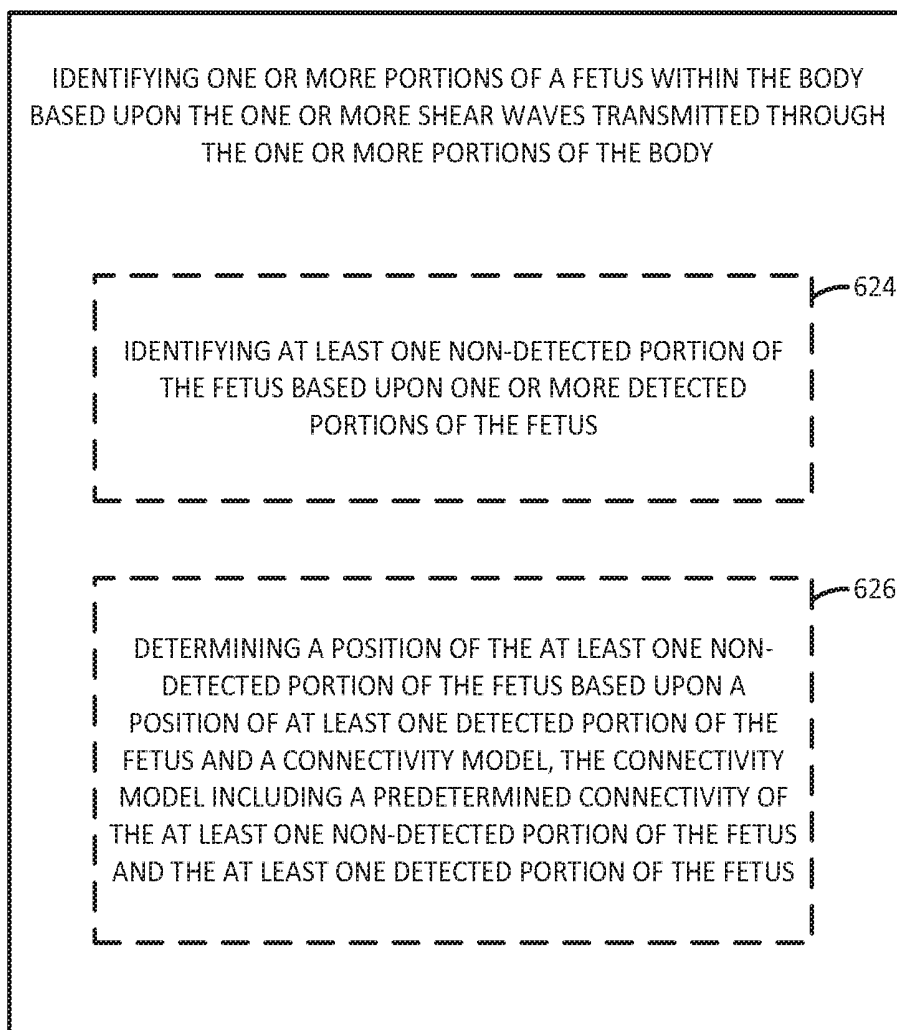 IDENTIFYING ONE OR MORE PORTIONS OF A FETUS WITHIN THE BODY
BASED UPON THE ONE OR MORE SHEAR WAVES TRANSMITTED THROUGH
THE ONE OR MORE PORTIONS OF THE BODY
624
IDENTIFYING AT LEAST ONE NON-DETECTED PORTION OF
THE FETUS BASED UPON ONE OR MORE DETECTED
PORTIONS OF THE FETUS
626
DETERMINING A POSITION OF THE AT LEAST ONE NON-
DETECTED PORTION OF THE FETUS BASED UPON A
POSITION OF AT LEAST ONE DETECTED PORTION OF THE
FETUS AND A CONNECTIVITY MODEL, THE CONNECTIVITY
MODEL INCLUDING A PREDETERMINED CONNECTIVITY OF
THE AT LEAST ONE NON-DETECTED PORTION OF THE FETUS
AND THE AT LEAST ONE DETECTED PORTION OF THE FETUS